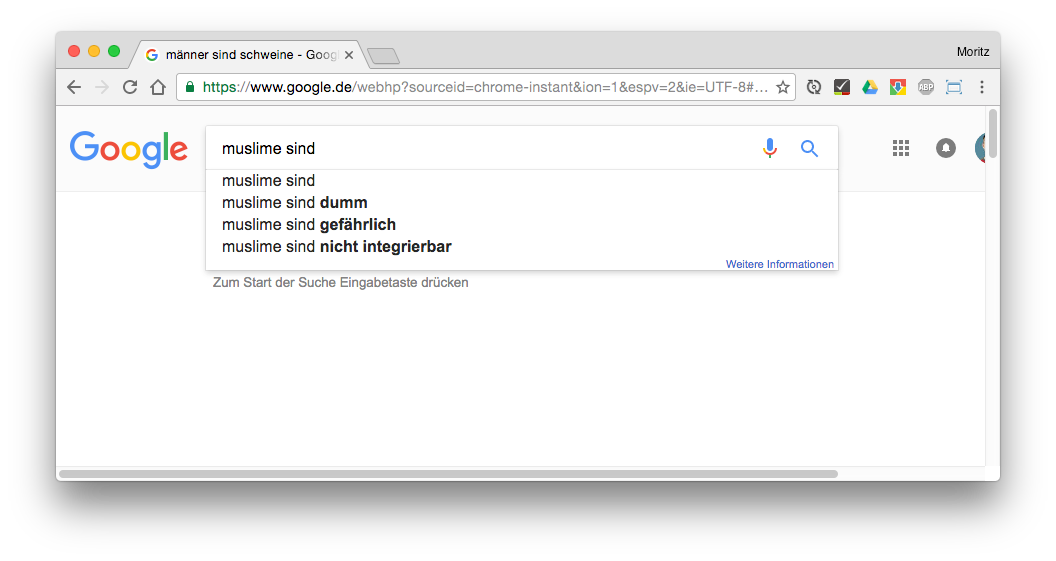 männer sind schweine - Goog
Moritz
https://www.google.de/webhp?sourceid=chrome-instant&ion=1&espv=2&ie=UTF-8#...
ABP
Google
muslime sind
muslime sind
muslime sind dumm
muslime sind gefährlich
muslime sind nicht integrierbar
Weitere Informationen
Zum Start der Suche Eingabetaste drücken